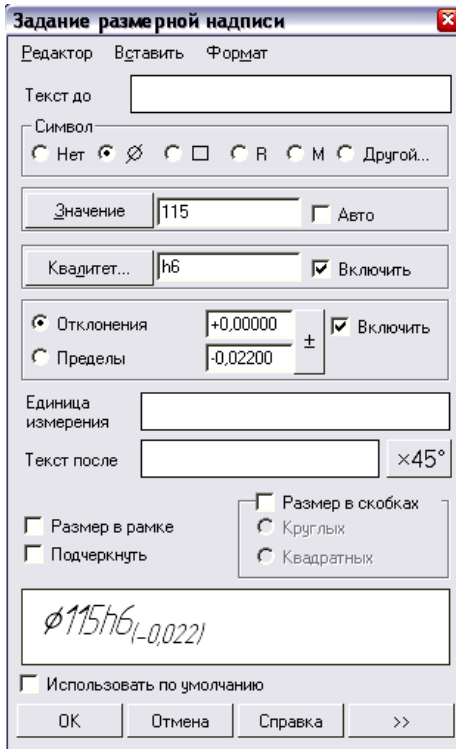 Задание размерной надписи
Редактор Вставить Формат
Текст до
Символ
Нет Ø □ R M Другой...
Значение 115 Авто
Квалитет... h6 Включить
Отклонения +0,00000 ± Включить
Пределы -0,02200
Единица
измерения
Текст после ×45°
Размер в скобках
Размер в рамке Круглых
Подчеркнуть Квадратных
Ø115h6(-0,022)
Использовать по умолчанию
OK Отмена Справка >>